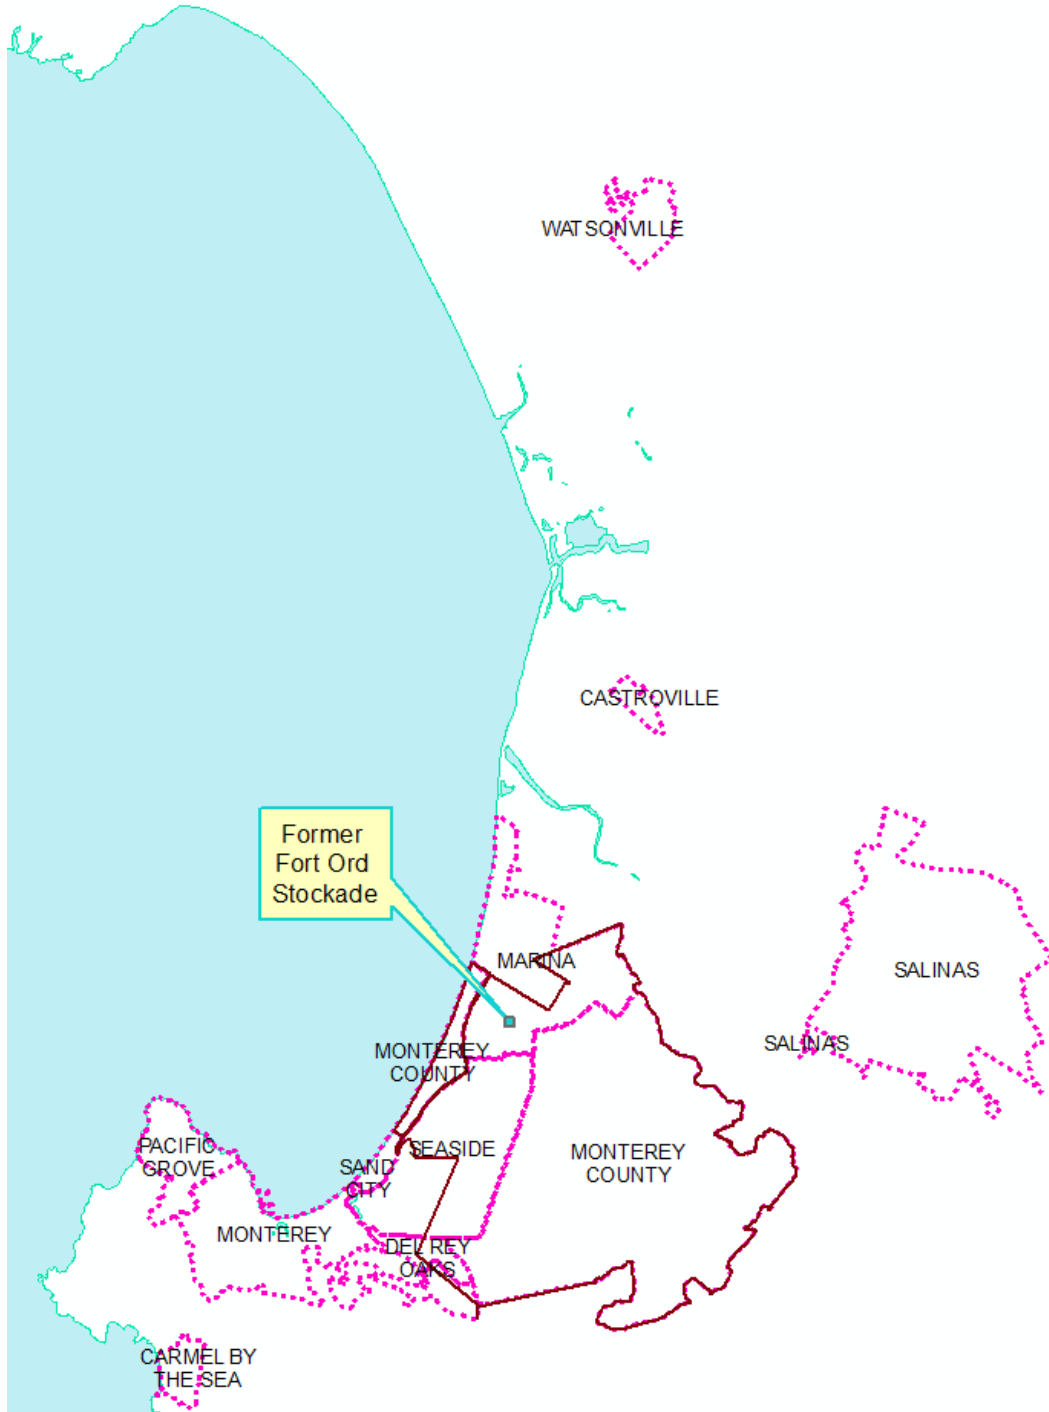 WATSONVILLE
CASTROVILLE
Former
Fort Ord
Stockade
MARINA
SALINAS
SALINAS
MONTEREY
COUNTY
PACIFIC
GROVE
SEASIDE
MONTEREY
COUNTY
SAND
CITY
MONTEREY
DEL REY
OAKS
CARMEL BY
THE SEA